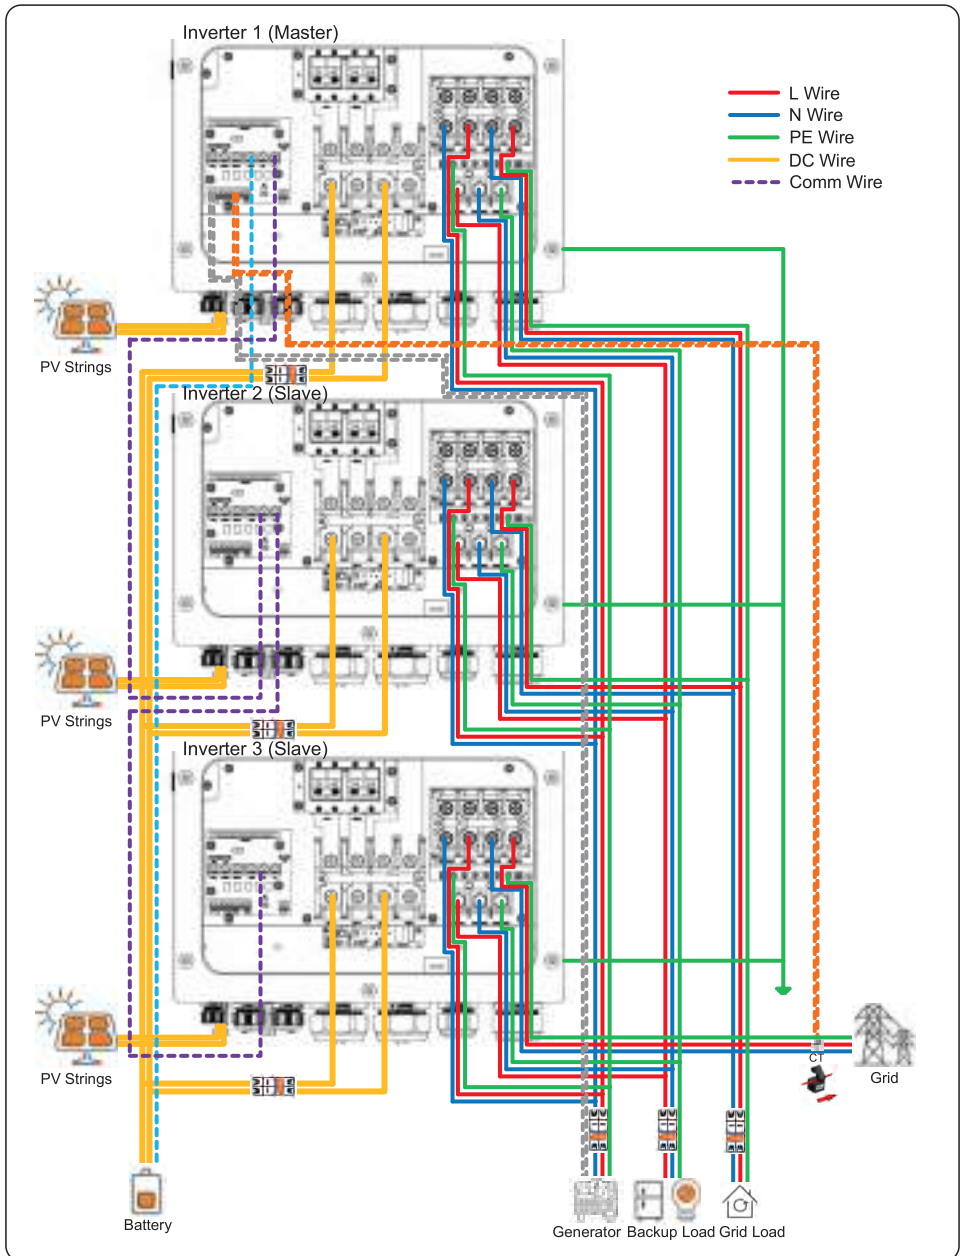 Inverter 1 (Master)
L Wire
N Wire
PE Wire
DC Wire
Comm Wire
PV Strings
Inverter 2 (Slave)
PV Strings
Inverter 3 (Slave)
PV Strings
CT
Grid
Battery
Generator
Backup Load
Grid Load